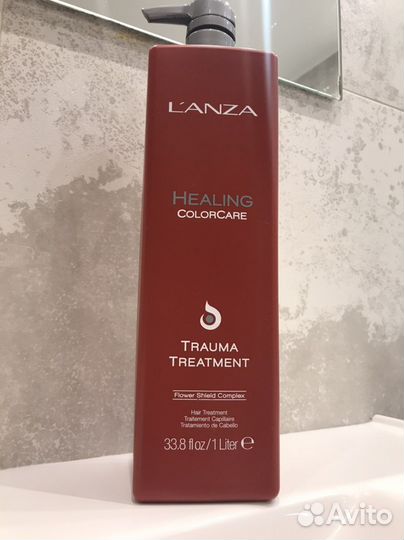 L'ANZA
HEALING
COLORCARE
TRAUMA
TREATMENT
Flower Shield Complex
Hair Treatment
Traitement Capillaire
Tratamiento de Cabello
33.8 fl oz/1 Liter ℮
Avito